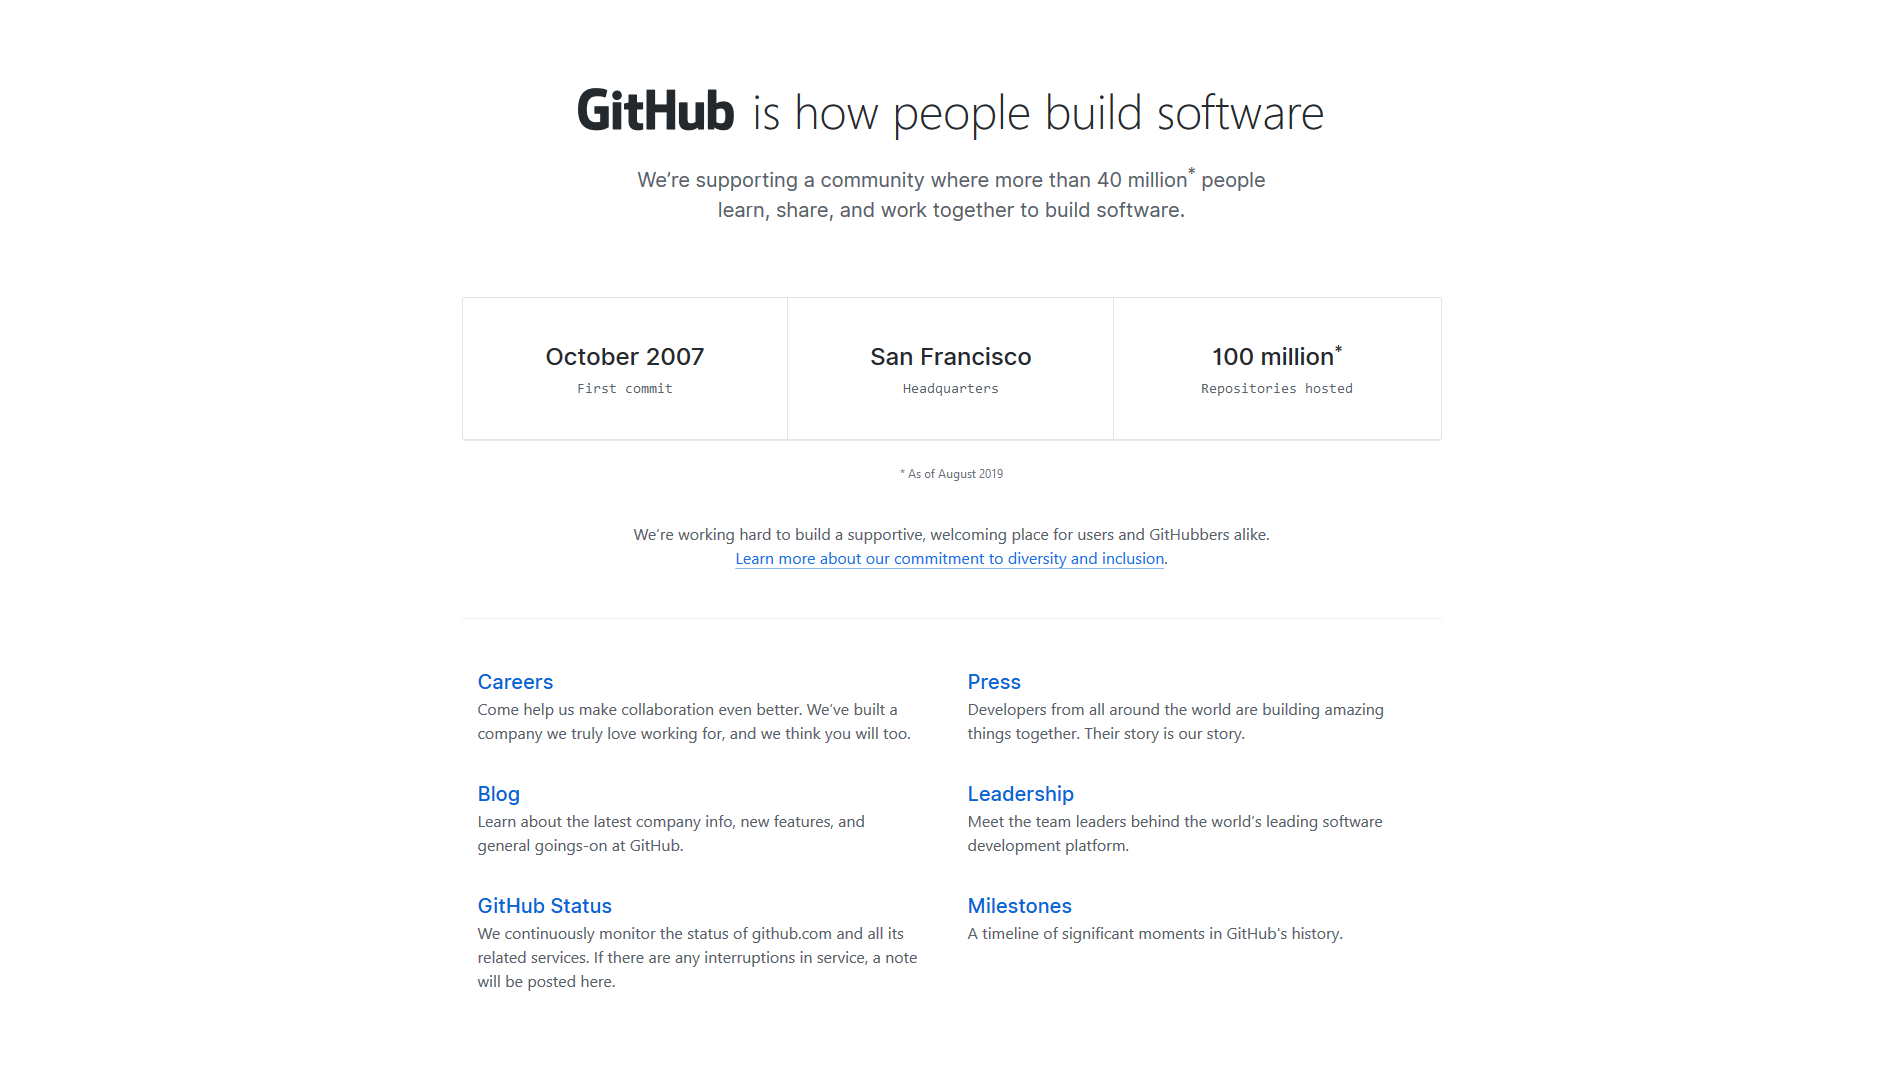 GitHub is how people build software
We’re supporting a community where more than 40 million* people
learn, share, and work together to build software.
October 2007
First commit
San Francisco
Headquarters
100 million*
Repositories hosted
* As of August 2019
We’re working hard to build a supportive, welcoming place for users and GitHubbers alike.
Learn more about our commitment to diversity and inclusion.
Careers
Come help us make collaboration even better. We’ve built a
company we truly love working for, and we think you will too.
Press
Developers from all around the world are building amazing
things together. Their story is our story.
Blog
Learn about the latest company info, new features, and
general goings-on at GitHub.
Leadership
Meet the team leaders behind the world’s leading software
development platform.
GitHub Status
We continuously monitor the status of github.com and all its
related services. If there are any interruptions in service, a note
will be posted here.
Milestones
A timeline of significant moments in GitHub's history.